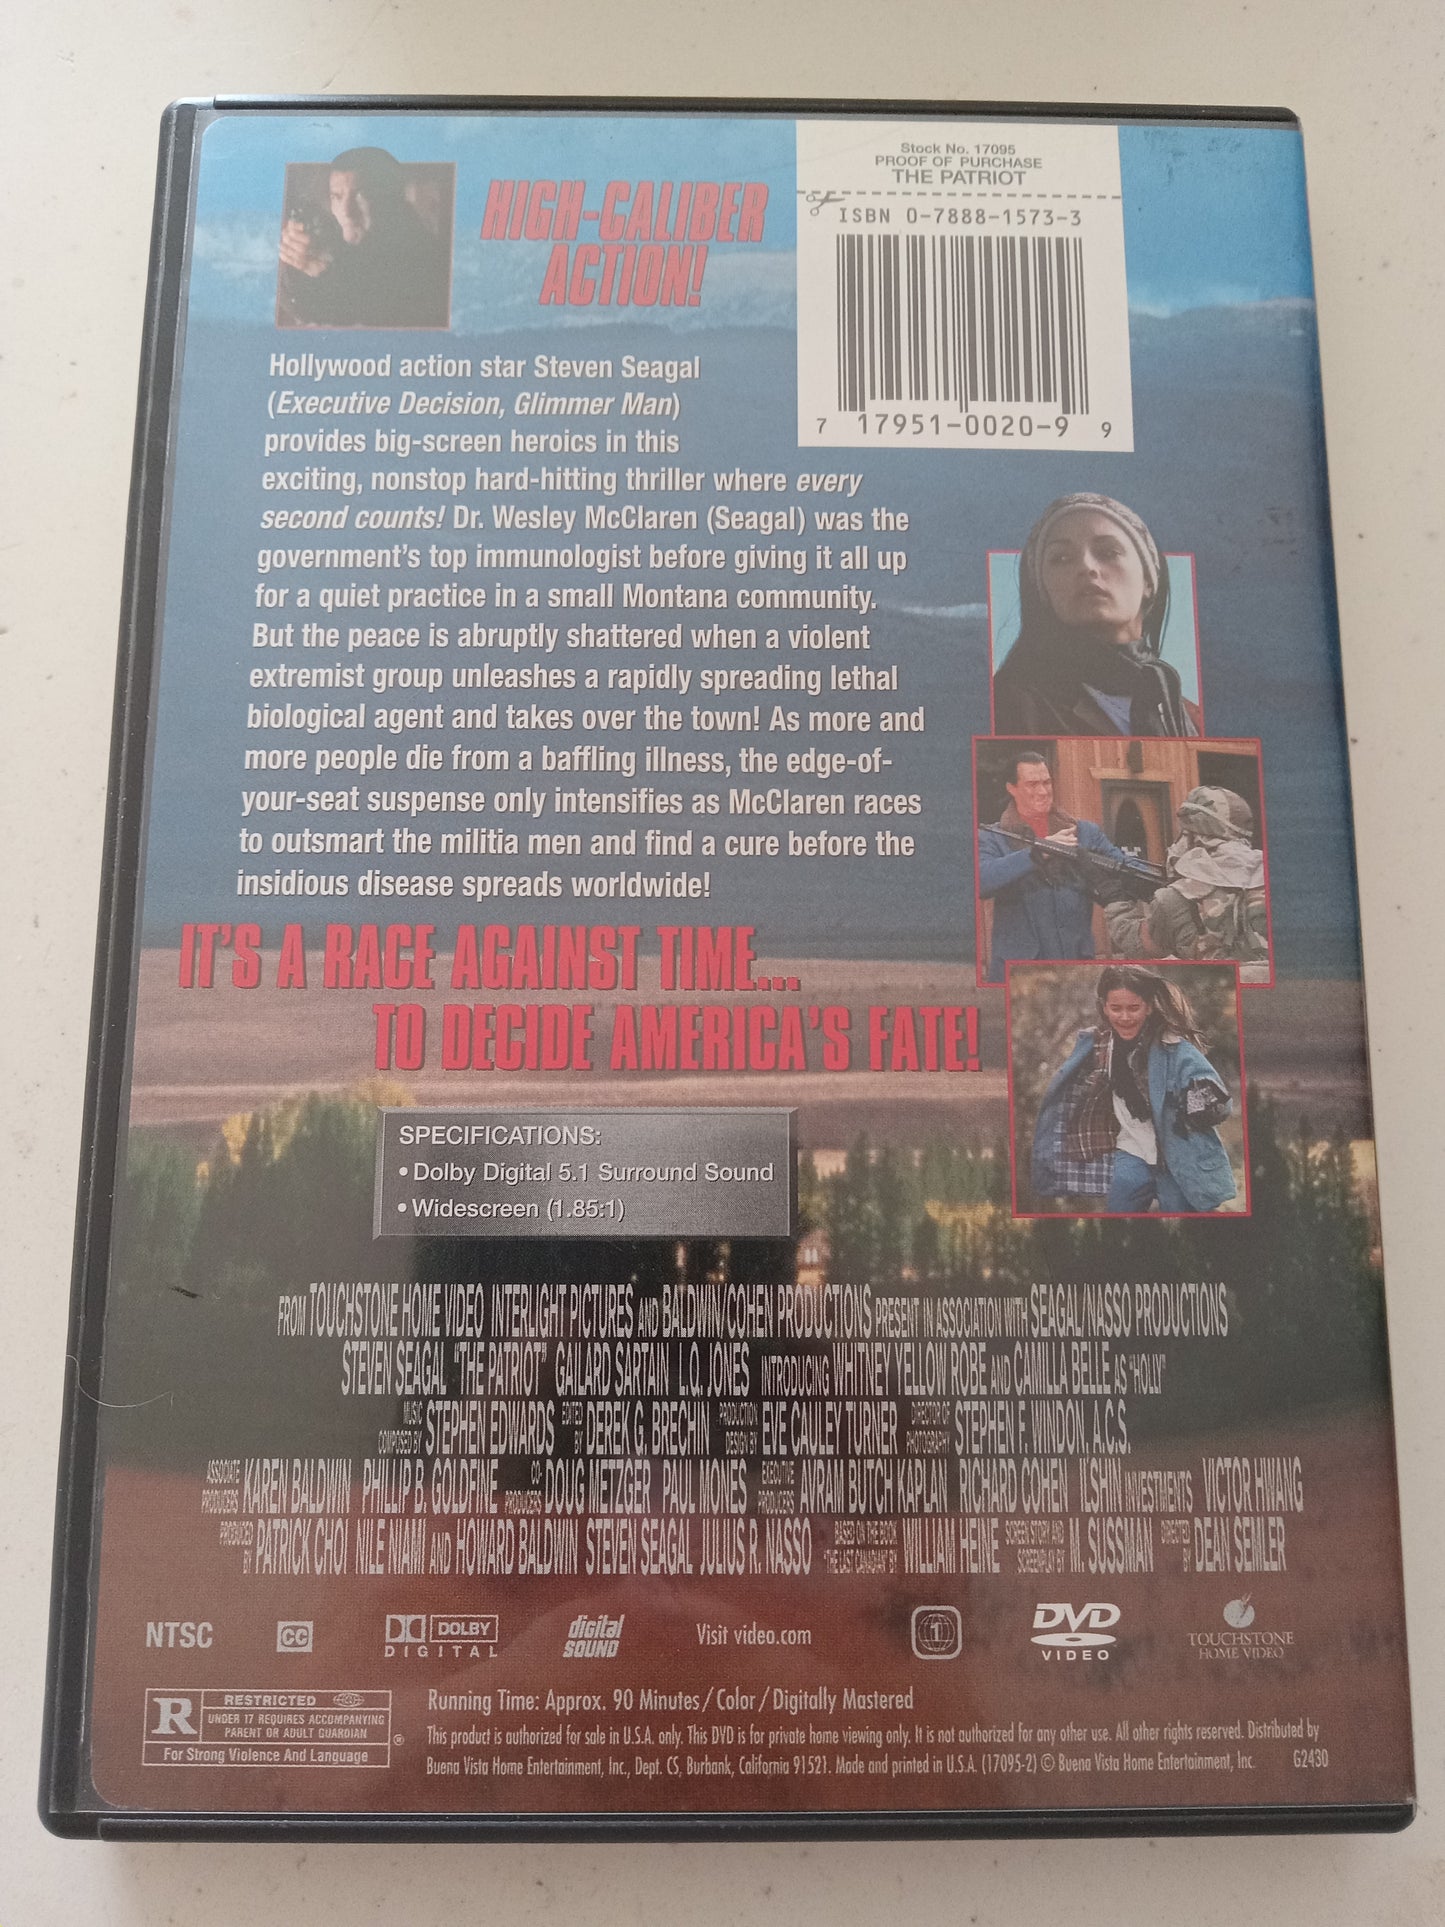 Stock No. 17095
PROOF OF PURCHASE
THE PATRIOT
ISBN 0-7888-1573-3
7 17951-0020-9 9
HIGH-CALIBER
ACTION!
Hollywood action star Steven Seagal
(Executive Decision, Glimmer Man)
provides big-screen heroics in this
exciting, nonstop hard-hitting thriller where every
second counts! Dr. Wesley McClaren (Seagal) was the
government's top immunologist before giving it all up
for a quiet practice in a small Montana community.
But the peace is abruptly shattered when a violent
extremist group unleashes a rapidly spreading lethal
biological agent and takes over the town! As more and
more people die from a baffling illness, the edge-of-
your-seat suspense only intensifies as McClaren races
to outsmart the militia men and find a cure before the
insidious disease spreads worldwide!
IT'S A RACE AGAINST TIME...
TO DECIDE AMERICA'S FATE!
SPECIFICATIONS:
• Dolby Digital 5.1 Surround Sound
• Widescreen (1.85:1)
FROM TOUCHSTONE HOME VIDEO INTERLIGHT PICTURES AND BALDWIN/COHEN PRODUCTIONS PRESENT IN ASSOCIATION WITH SEAGAL/NASSO PRODUCTIONS
STEVEN SEAGAL "THE PATRIOT" GAILARD SARTAIN L.Q. JONES INTRODUCING WHITNEY YELLOW ROBE AND CAMILLA BELLE AS "HOLLY"
MUSIC COMPOSED BY STEPHEN EDWARDS EDITED BY DEREK G. BRECHIN PRODUCTION DESIGN BY EVE CAULEY TURNER DIRECTOR OF PHOTOGRAPHY STEPHEN F. WINDON, A.C.S.
ASSOCIATE PRODUCERS KAREN BALDWIN PHILLIP B. GOLDFINE CO-PRODUCERS DOUG METZGER PAUL MONES EXECUTIVE PRODUCERS AVRAM BUTCH KAPLAN RICHARD COHEN IL SHIN INVESTMENTS VICTOR HWANG
PRODUCED BY PATRICK CHOI NILE NIAMI AND HOWARD BALDWIN STEVEN SEAGAL JULIUS R. NASSO BASED ON THE BOOK "THE LAST CANADIAN" BY WILLIAM HEINE SCREEN STORY AND SCREENPLAY BY M. SUSSMAN DIRECTED BY DEAN SEMLER
NTSC CC DOLBY DIGITAL digital SOUND Visit video.com 1 DVD VIDEO TOUCHSTONE HOME VIDEO
R RESTRICTED
UNDER 17 REQUIRES ACCOMPANYING
PARENT OR ADULT GUARDIAN ®
For Strong Violence And Language
Running Time: Approx. 90 Minutes / Color / Digitally Mastered
This product is authorized for sale in U.S.A. only. This DVD is for private home viewing only. It is not authorized for any other use. All other rights reserved. Distributed by
Buena Vista Home Entertainment, Inc., Dept. CS, Burbank, California 91521. Made and printed in U.S.A. (17095-2) © Buena Vista Home Entertainment, Inc. G2430